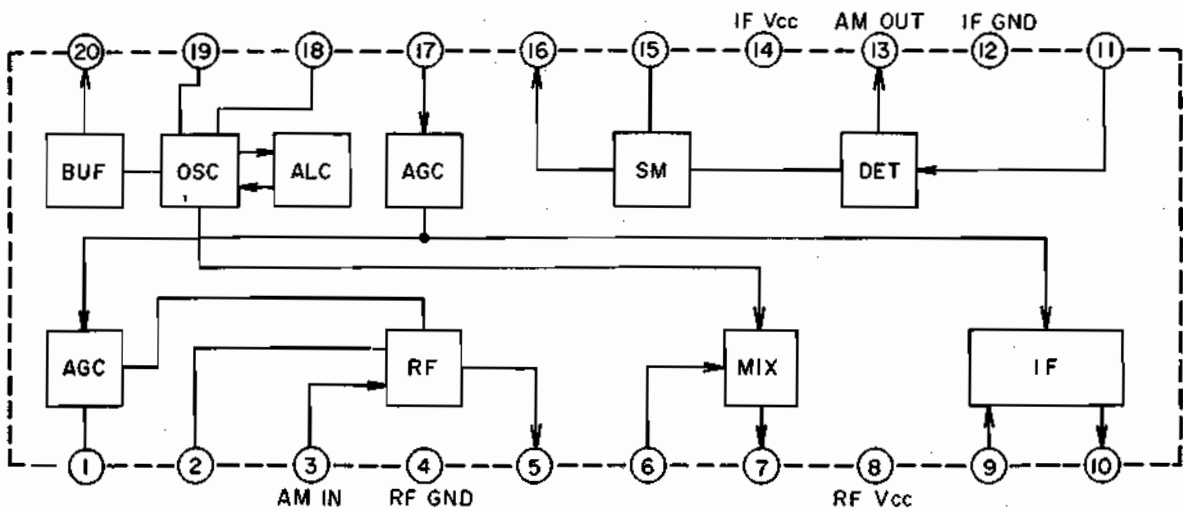 IF Vcc AM OUT IF GND
20 19 18 17 16 15 14 13 12 11
BUF OSC ALC AGC SM DET
AGC RF MIX IF
1 2 3 4 5 6 7 8 9 10
AM IN RF GND RF Vcc